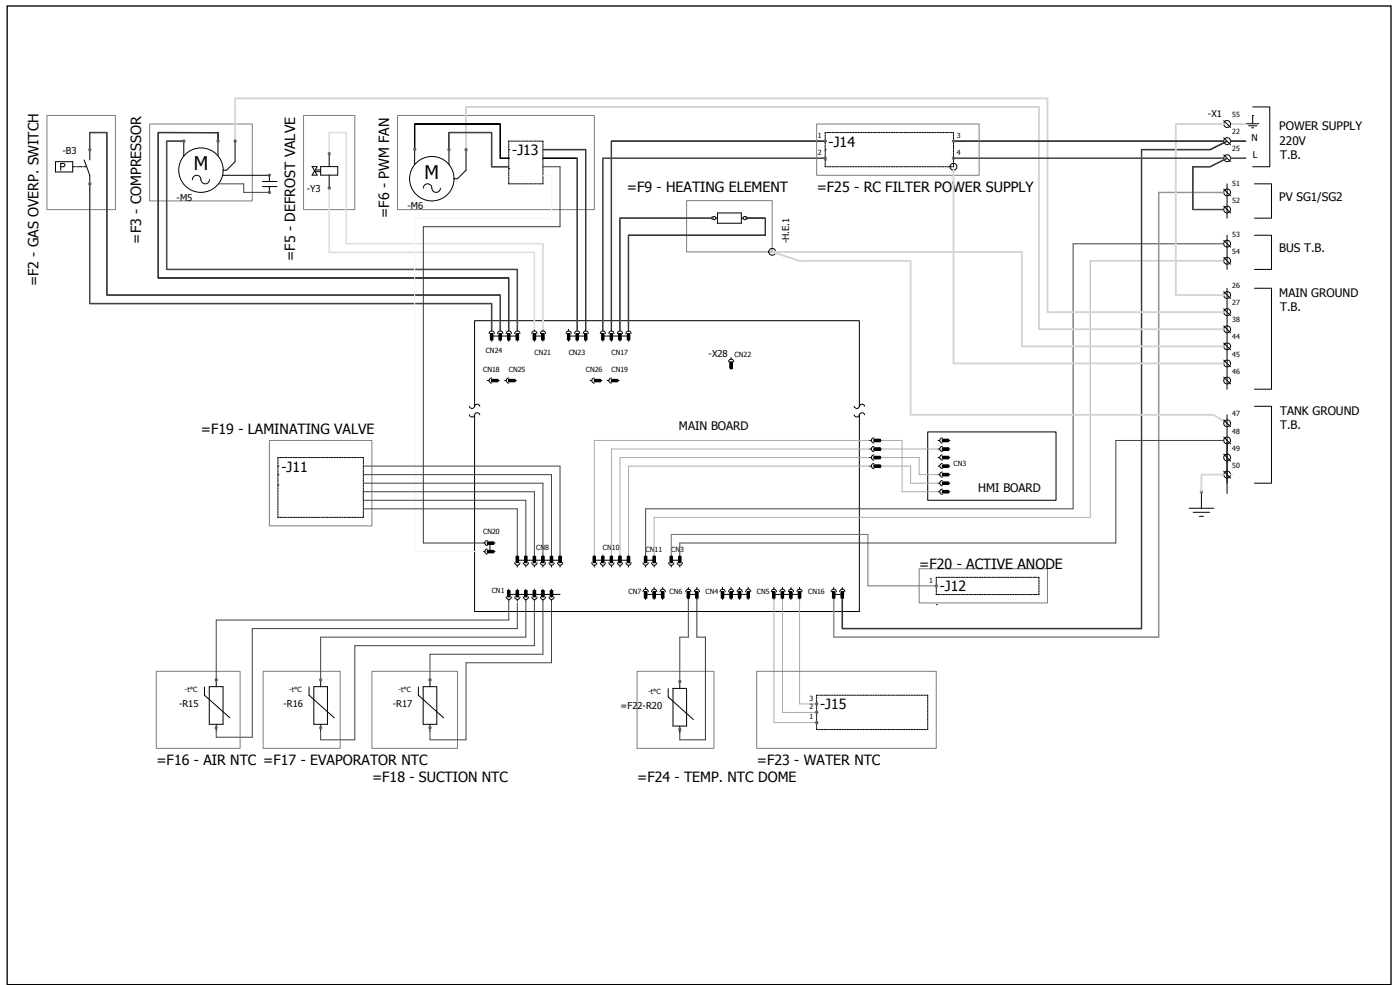 =F2 - GAS OVERP. SWITCH
-B3
P
=F3 - COMPRESSOR
M
-M5
=F5 - DEFROST VALVE
-Y3
=F6 - PWM FAN
M
-M6
-J13
=F9 - HEATING ELEMENT
-H.E.1
1
2
-J14
3
4
=F25 - RC FILTER POWER SUPPLY
-X1
55
22
N
25
L
POWER SUPPLY
220V
T.B.
51
52
PV SG1/SG2
53
54
BUS T.B.
26
27
38
44
45
46
MAIN GROUND
T.B.
47
48
49
50
TANK GROUND
T.B.
CN24
CN21
CN23
CN17
-X28
CN22
CN18
CN25
CN26
CN19
MAIN BOARD
=F19 - LAMINATING VALVE
-J11
CN3
HMI BOARD
CN20
CN8
CN10
CN11
CN3
=F20 - ACTIVE ANODE
1
-J12
CN1
CN7
CN6
CN4
CN5
CN16
-t°C
-R15
=F16 - AIR NTC
-t°C
-R16
=F17 - EVAPORATOR NTC
-t°C
-R17
=F18 - SUCTION NTC
-t°C
=F22-R20
=F24 - TEMP. NTC DOME
3
2
1
-J15
=F23 - WATER NTC